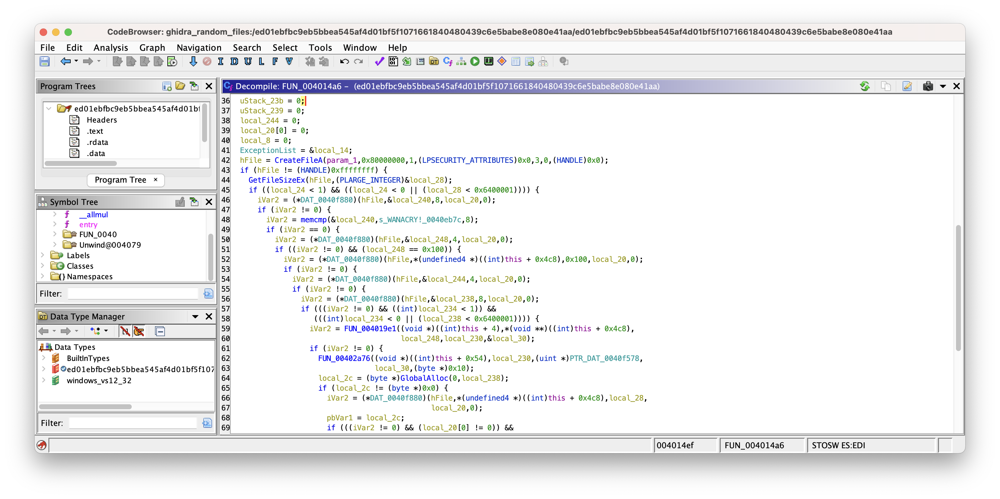 CodeBrowser: ghidra_random_files:/ed01ebfbc9eb5bbea545af4d01bf5f1071661840480439c6e5babe8e080e41aa/ed01ebfbc9eb5bbea545af4d01bf5f1071661840480439c6e5babe8e080e41aa
File Edit Analysis Graph Navigation Search Select Tools Window Help
I D U L F V
Program Trees
ed01ebfbc9eb5bbea545af4d01bf
Headers
.text
.rdata
.data
Program Tree ×
Symbol Tree
__allmul
entry
FUN_0040
Unwind@004079
Labels
Classes
Namespaces
Filter:
Data Type Manager
Data Types
BuiltInTypes
ed01ebfbc9eb5bbea545af4d01bf5f107
windows_vs12_32
Filter:
Decompile: FUN_004014a6 – (ed01ebfbc9eb5bbea545af4d01bf5f1071661840480439c6e5babe8e080e41aa)
36 uStack_23b = 0;
37 uStack_239 = 0;
38 local_244 = 0;
39 local_20[0] = 0;
40 local_8 = 0;
41 ExceptionList = &local_14;
42 hFile = CreateFileA(param_1,0x80000000,1,(LPSECURITY_ATTRIBUTES)0x0,3,0,(HANDLE)0x0);
43 if (hFile != (HANDLE)0xffffffff) {
44 GetFileSizeEx(hFile,(PLARGE_INTEGER)&local_28);
45 if ((local_24 < 1) && ((local_24 < 0 || (local_28 < 0x6400001)))) {
46 iVar2 = (*DAT_0040f880)(hFile,&local_240,8,local_20,0);
47 if (iVar2 != 0) {
48 iVar2 = memcmp(&local_240,s_WANACRY!_0040eb7c,8);
49 if (iVar2 == 0) {
50 iVar2 = (*DAT_0040f880)(hFile,&local_248,4,local_20,0);
51 if ((iVar2 != 0) && (local_248 == 0x100)) {
52 iVar2 = (*DAT_0040f880)(hFile,*(undefined4 *)((int)this + 0x4c8),0x100,local_20,0);
53 if (iVar2 != 0) {
54 iVar2 = (*DAT_0040f880)(hFile,&local_244,4,local_20,0);
55 if (iVar2 != 0) {
56 iVar2 = (*DAT_0040f880)(hFile,&local_238,8,local_20,0);
57 if (((iVar2 != 0) && ((int)local_234 < 1)) &&
58 (((int)local_234 < 0 || (local_238 < 0x6400001)))) {
59 iVar2 = FUN_004019e1((void *)((int)this + 4),*(void **)((int)this + 0x4c8),
60 local_248,local_230,&local_30);
61 if (iVar2 != 0) {
62 FUN_00402a76((void *)((int)this + 0x54),local_230,(uint *)PTR_DAT_0040f578,
63 local_30,(byte *)0x10);
64 local_2c = (byte *)GlobalAlloc(0,local_238);
65 if (local_2c != (byte *)0x0) {
66 iVar2 = (*DAT_0040f880)(hFile,*(undefined4 *)((int)this + 0x4c8),local_28,
67 local_20,0);
68 pbVar1 = local_2c;
69 if (((iVar2 != 0) && (local_20[0] != 0)) &&
004014ef FUN_004014a6 STOSW ES:EDI